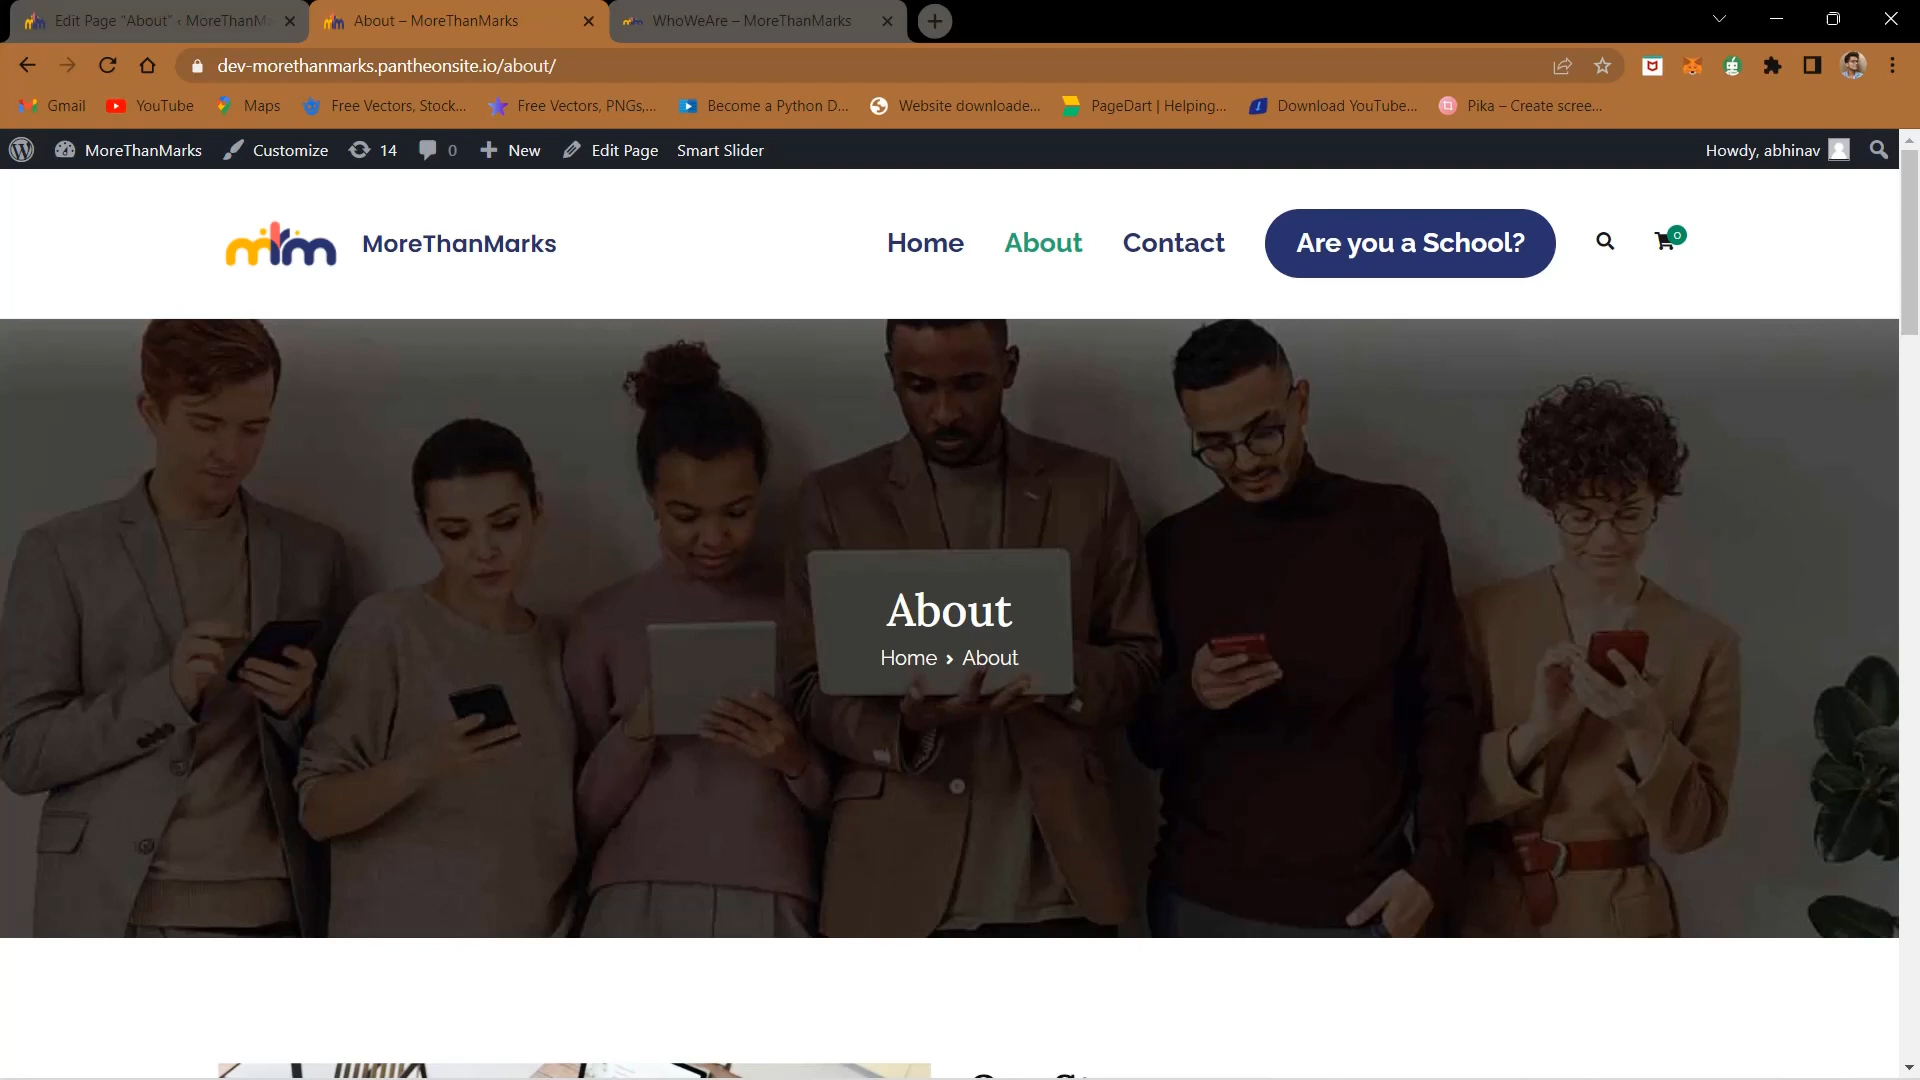 Edit Page “About” ‹ MoreThanMa
About – MoreThanMarks
WhoWeAre – MoreThanMarks
dev-morethanmarks.pantheonsite.io/about/
Gmail
YouTube
Maps
Free Vectors, Stock...
Free Vectors, PNGs,...
Become a Python D...
Website downloade...
PageDart | Helping...
Download YouTube...
Pika – Create scree...
MoreThanMarks
Customize
14
0
New
Edit Page
Smart Slider
Howdy, abhinav
mtm
MoreThanMarks
Home
About
Contact
Are you a School?
0
About
Home > About